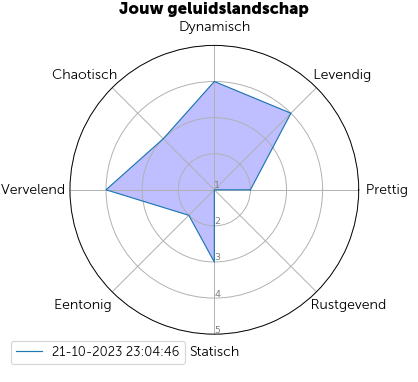 Jouw geluidslandschap
Dynamisch
Chaotisch
Levendig
Vervelend
1
Prettig
2
3
4
Eentonig
Rustgevend
5
21-10-2023 23:04:46
Statisch